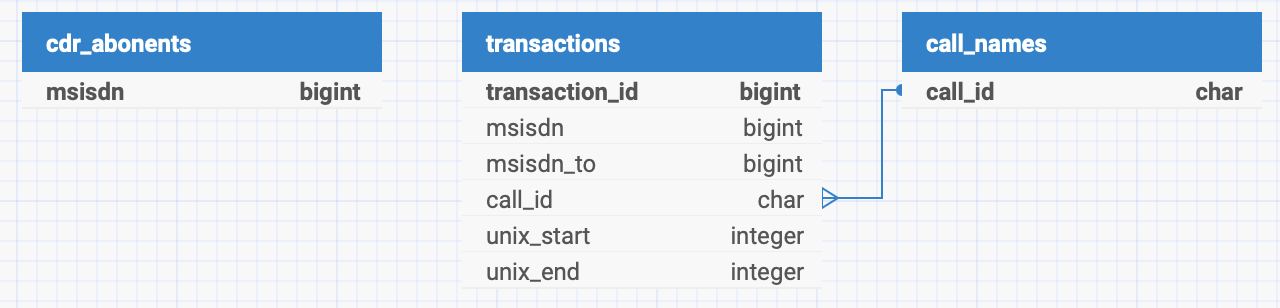 cdr_abonents
msisdn bigint
transactions
transaction_id bigint
msisdn bigint
msisdn_to bigint
call_id char
unix_start integer
unix_end integer
call_names
call_id char